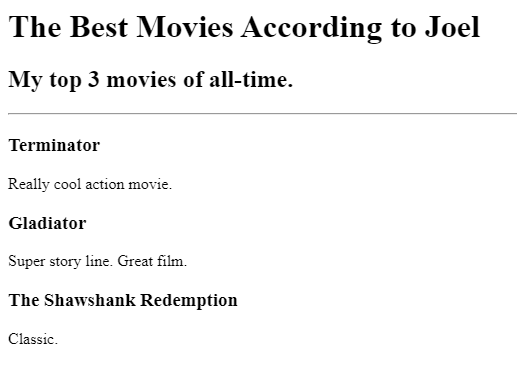 The Best Movies According to Joel
My top 3 movies of all-time.
Terminator
Really cool action movie.
Gladiator
Super story line. Great film.
The Shawshank Redemption
Classic.